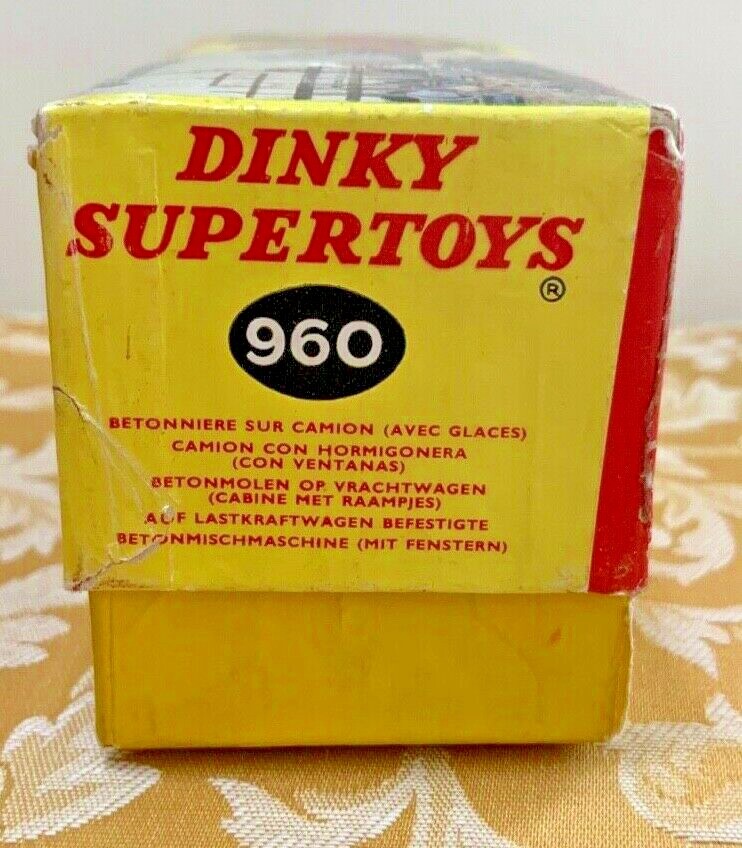 DINKY
SUPERTOYS
®
960
BETONNIERE SUR CAMION (AVEC GLACES)
CAMION CON HORMIGONERA
(CON VENTANAS)
BETONMOLEN OP VRACHTWAGEN
(CABINE MET RAAMPJES)
AUF LASTKRAFTWAGEN BEFESTIGTE
BETONMISCHMASCHINE (MIT FENSTERN)